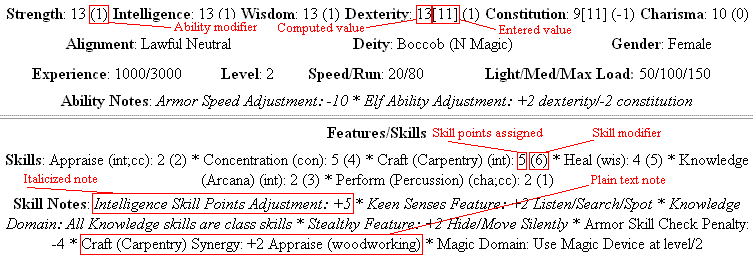 Strength: 13 (1) Intelligence: 13 (1) Wisdom: 13 (1) Dexterity: 13[11] (1) Constitution: 9[11] (-1) Charisma: 10 (0)
Ability modifier Computed value Entered value
Alignment: Lawful Neutral Deity: Boccob (N Magic) Gender: Female
Experience: 1000/3000 Level: 2 Speed/Run: 20/80 Light/Med/Max Load: 50/100/150
Ability Notes: Armor Speed Adjustment: -10 * Elf Ability Adjustment: +2 dexterity/-2 constitution
Features/Skills Skill points assigned Skill modifier
Skills: Appraise (int;cc): 2 (2) * Concentration (con): 5 (4) * Craft (Carpentry) (int): 5 (6) * Heal (wis): 4 (5) * Knowledge
Italicized note (Arcana) (int): 2 (3) * Perform (Percussion) (cha;cc): 2 (1) Plain text note
Skill Notes: Intelligence Skill Points Adjustment: +5 * Keen Senses Feature: +2 Listen/Search/Spot * Knowledge
Domain: All Knowledge skills are class skills * Stealthy Feature: +2 Hide/Move Silently * Armor Skill Check Penalty:
-4 * Craft (Carpentry) Synergy: +2 Appraise (woodworking) * Magic Domain: Use Magic Device at level/2